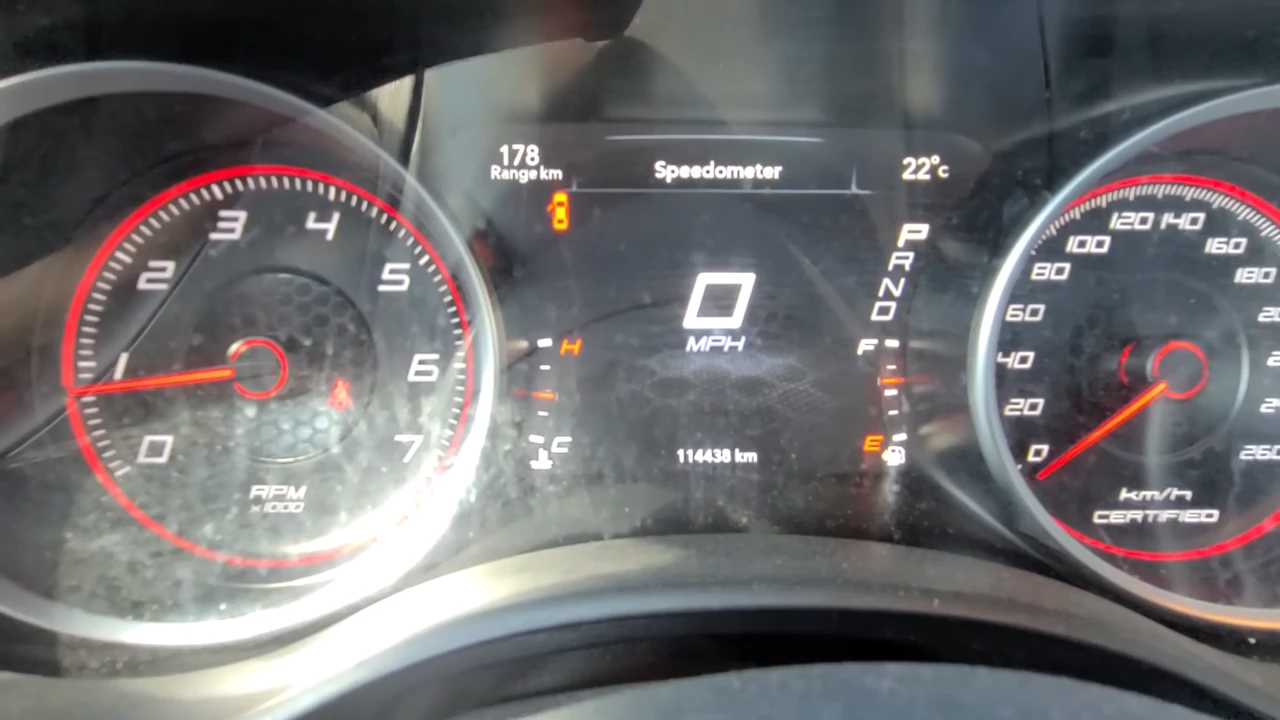 178
Range km
Speedometer
22°C
0
1
2
3
4
5
6
7
RPM
x1000
H
C
0
MPH
114438 km
P
R
N
D
F
E
0
20
40
60
80
100
120
140
160
180
260
km/h
CERTIFIED